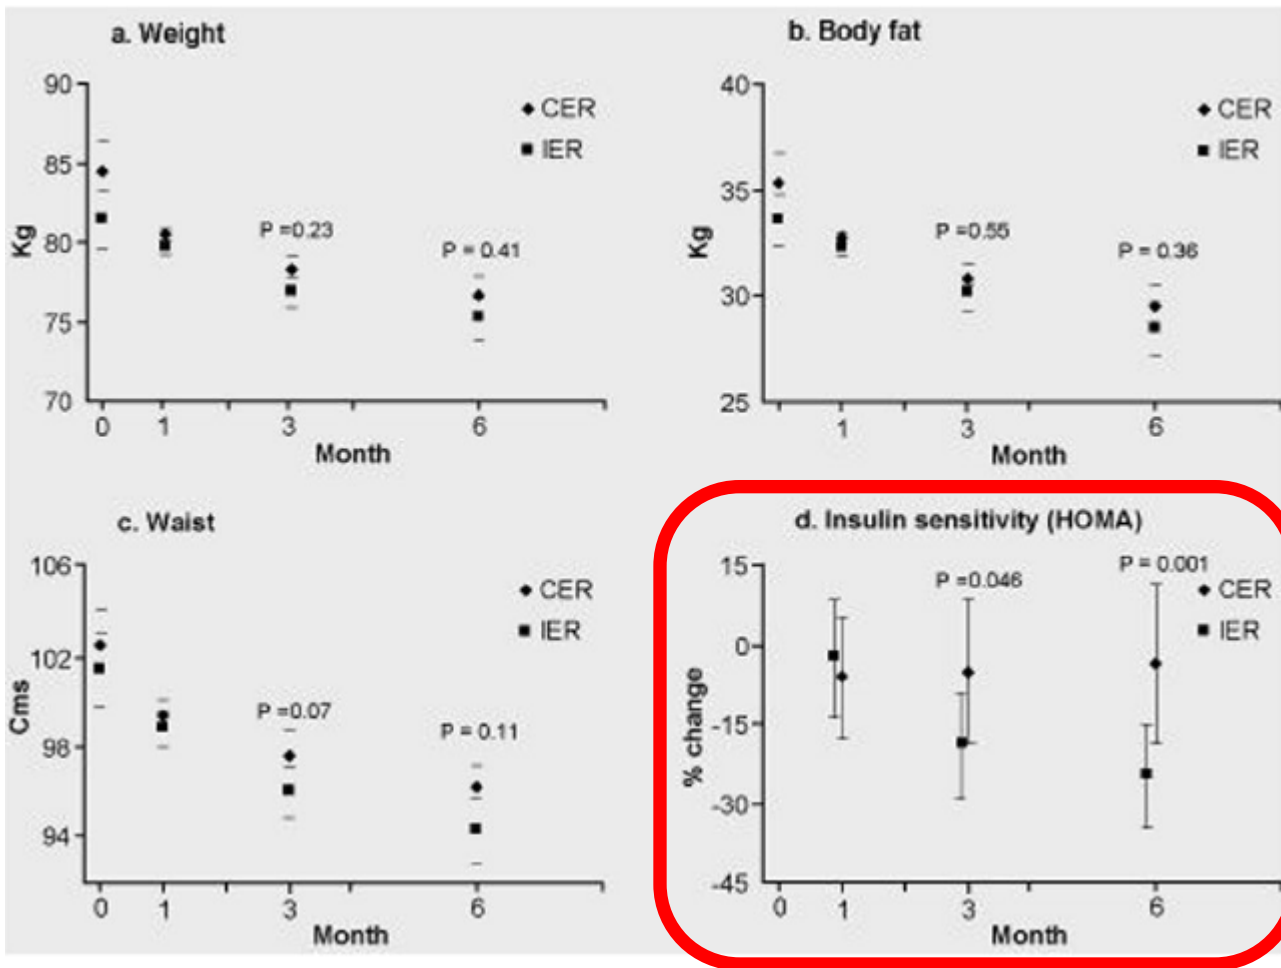 a. Weight
90
85
80
75
70
Kg
CER
IER
P =0.23
P = 0.41
0 1 3 6
Month
b. Body fat
40
35
30
25
Kg
CER
IER
P =0.55
P = 0.36
1 3 6
Month
c. Waist
106
102
98
94
Cms
CER
IER
P =0.07
P = 0.11
0 1 3 6
Month
d. Insulin sensitivity (HOMA)
15
0
-15
-30
-45
% change
P =0.046
P = 0.001
CER
IER
0 1 3 6
Month